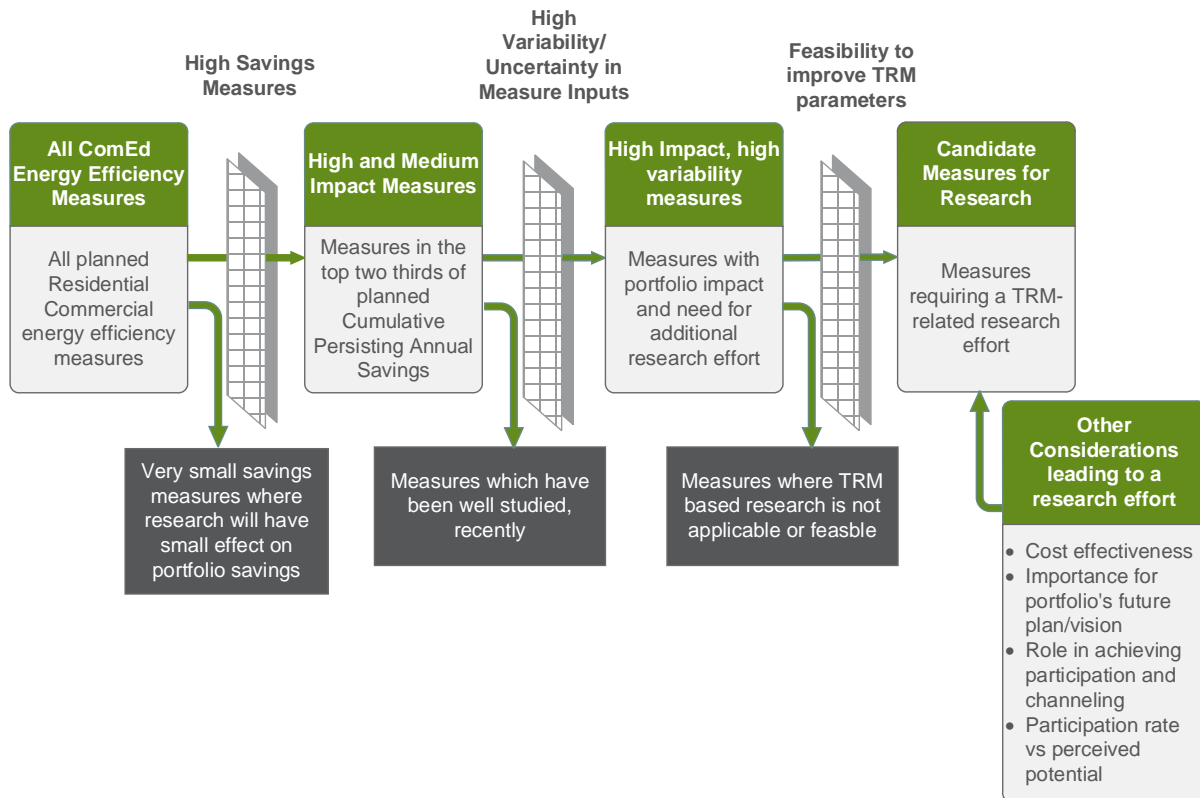 High Savings
Measures
High
Variability/
Uncertainty in
Measure Inputs
Feasibility to
improve TRM
parameters
All ComEd
Energy Efficiency
Measures
All planned
Residential
Commercial
energy efficiency
measures
High and Medium
Impact Measures
Measures in the
top two thirds of
planned
Cumulative
Persisting Annual
Savings
High Impact, high
variability
measures
Measures with
portfolio impact
and need for
additional
research effort
Candidate
Measures for
Research
Measures
requiring a TRM-
related research
effort
Very small savings
measures where
research will have
small effect on
portfolio savings
Measures which have
been well studied,
recently
Measures where TRM
based research is not
applicable or feasble
Other
Considerations
leading to a
research effort
• Cost effectiveness
• Importance for
portfolio's future
plan/vision
• Role in achieving
participation and
channeling
• Participation rate
vs perceived
potential